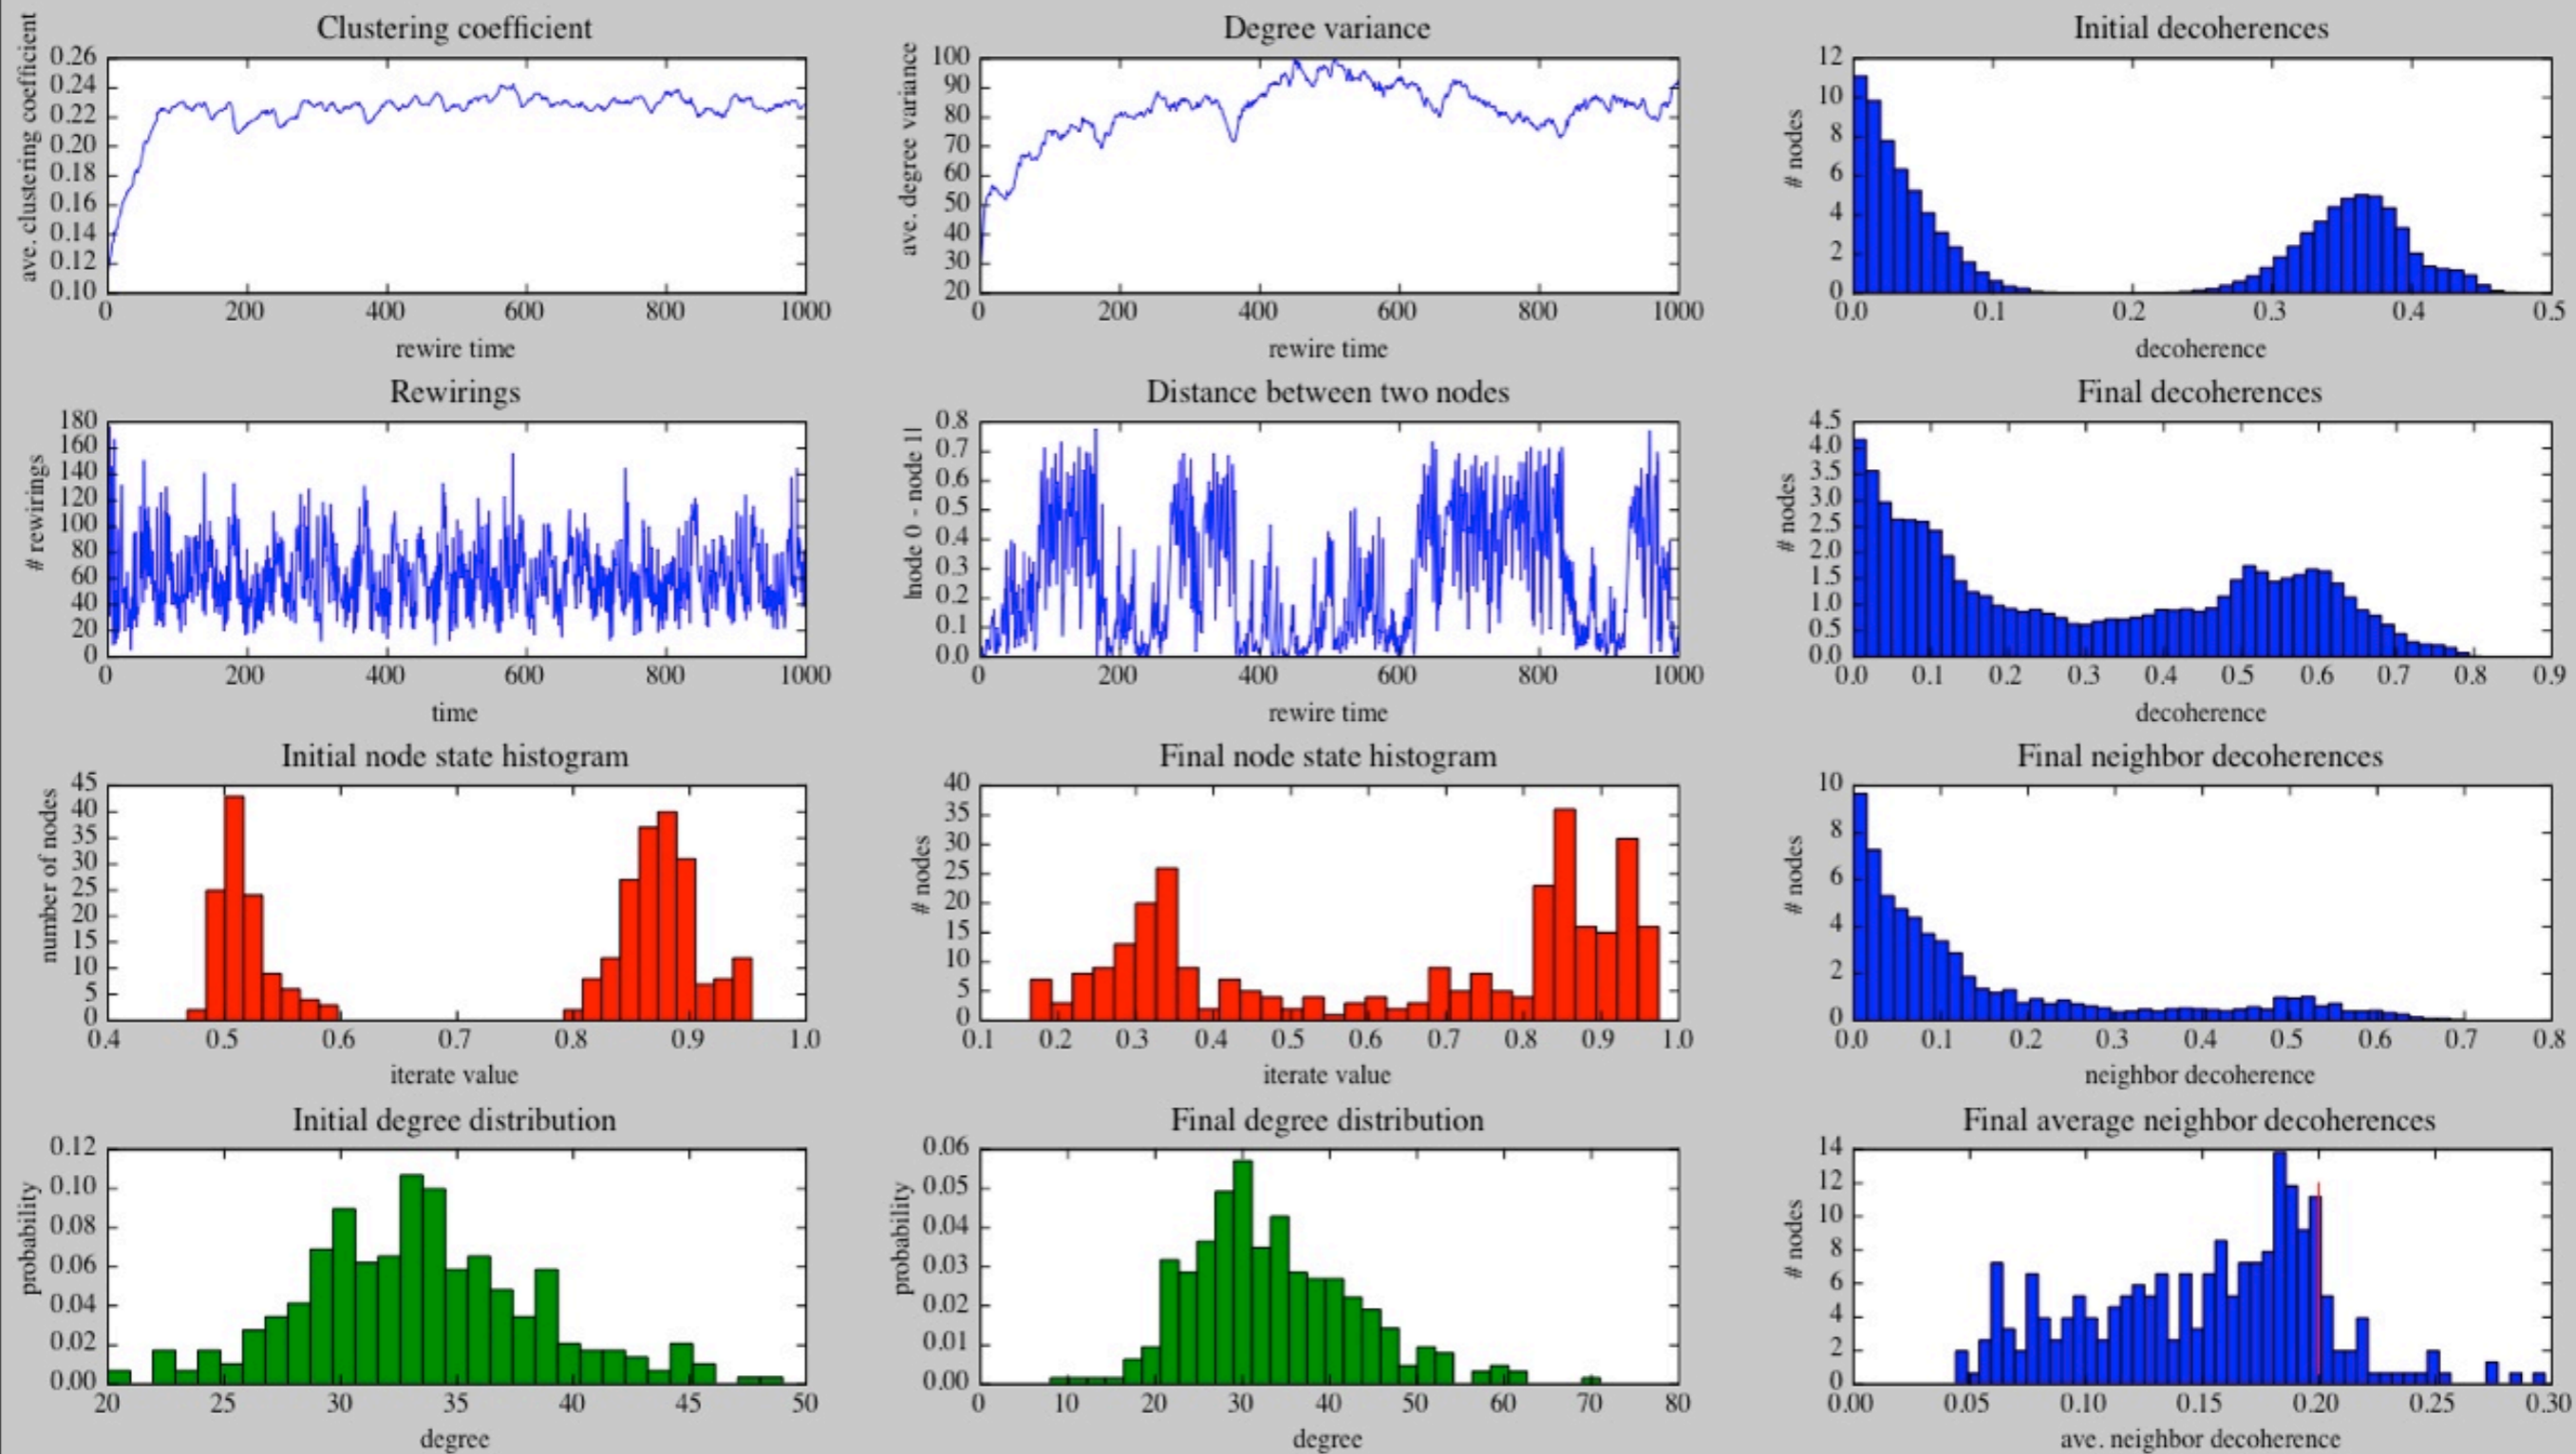 Clustering coefficient
ave. clustering coefficient
0.26
0.24
0.22
0.20
0.18
0.16
0.14
0.12
0.10
0 200 400 600 800 1000
rewire time
Degree variance
ave. degree variance
100
90
80
70
60
50
40
30
20
0 200 400 600 800 1000
rewire time
Initial decoherences
# nodes
12
10
8
6
4
2
0
0.0 0.1 0.2 0.3 0.4 0.5
decoherence
Rewirings
# rewirings
180
160
140
120
100
80
60
40
20
0
0 200 400 600 800 1000
time
Distance between two nodes
|node 0 - node 1|
0.8
0.7
0.6
0.5
0.4
0.3
0.2
0.1
0.0
0 200 400 600 800 1000
rewire time
Final decoherences
# nodes
4.5
4.0
3.5
3.0
2.5
2.0
1.5
1.0
0.5
0.0
0.0 0.1 0.2 0.3 0.4 0.5 0.6 0.7 0.8 0.9
decoherence
Initial node state histogram
number of nodes
45
40
35
30
25
20
15
10
5
0
0.4 0.5 0.6 0.7 0.8 0.9 1.0
iterate value
Final node state histogram
# nodes
40
35
30
25
20
15
10
5
0
0.1 0.2 0.3 0.4 0.5 0.6 0.7 0.8 0.9 1.0
iterate value
Final neighbor decoherences
# nodes
10
8
6
4
2
0
0.0 0.1 0.2 0.3 0.4 0.5 0.6 0.7 0.8
neighbor decoherence
Initial degree distribution
probability
0.12
0.10
0.08
0.06
0.04
0.02
0.00
20 25 30 35 40 45 50
degree
Final degree distribution
probability
0.06
0.05
0.04
0.03
0.02
0.01
0.00
0 10 20 30 40 50 60 70 80
degree
Final average neighbor decoherences
# nodes
14
12
10
8
6
4
2
0
0.00 0.05 0.10 0.15 0.20 0.25 0.30
ave. neighbor decoherence